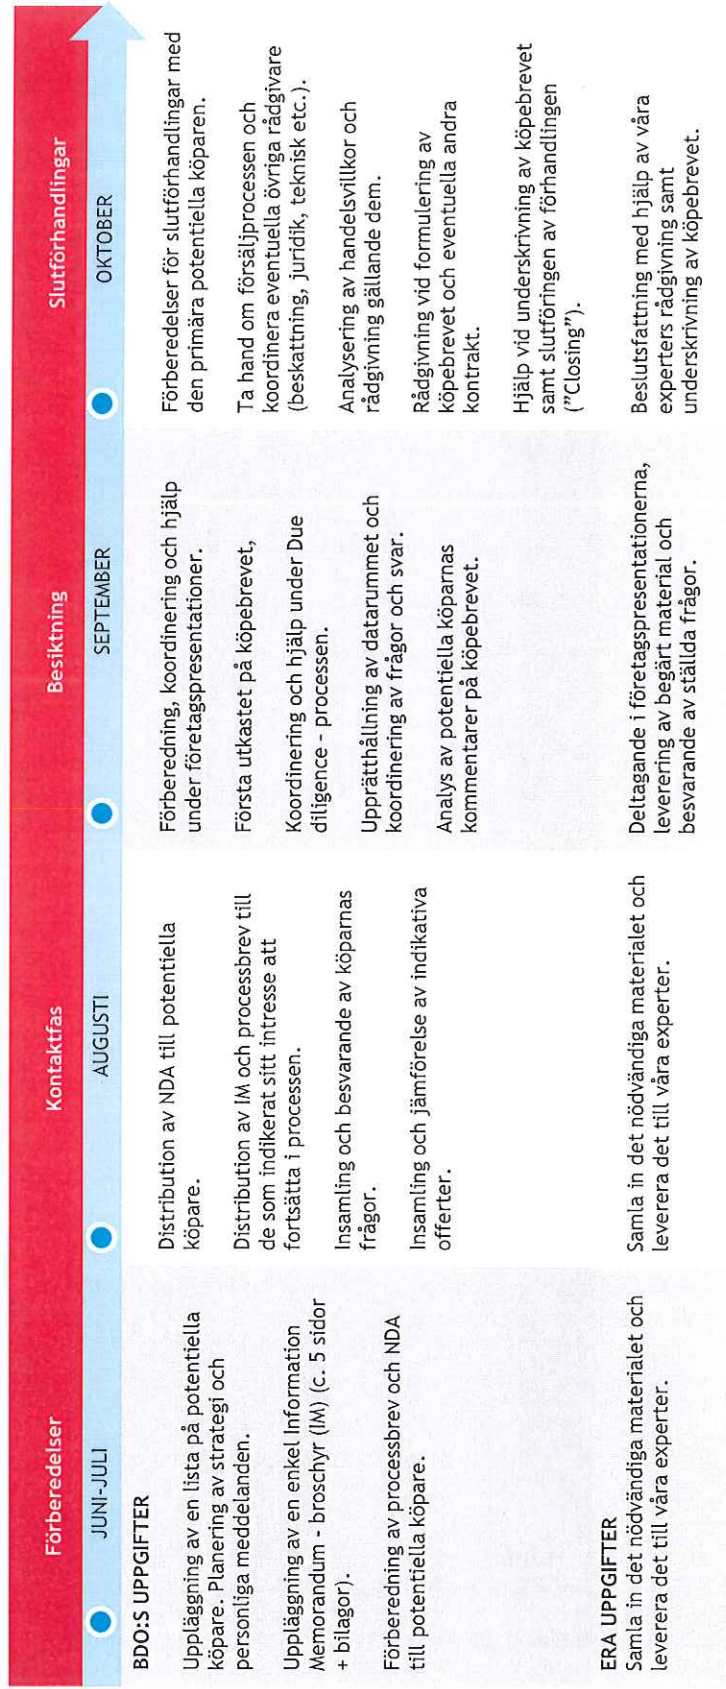 Förberedelser
Kontaktfas
Besiktning
Slutförhandlingar
JUNI-JULI
AUGUSTI
SEPTEMBER
OKTOBER
BDO:S UPPGIFTER
Uppläggning av en lista på potentiella
köpare. Planering av strategi och
personliga meddelanden.
Uppläggning av en enkel Information
Memorandum - broschyr (IM) (c. 5 sidor
+ bilagor).
Förberedning av processbrev och NDA
till potentiella köpare.
Distribution av NDA till potentiella
köpare.
Distribution av IM och processbrev till
de som indikerat sitt intresse att
fortsätta i processen.
Insamling och besvarande av köparnas
frågor.
Insamling och jämförelse av indikativa
offerter.
Förberedning, koordinering och hjälp
under företagspresentationer.
Första utkastet på köpebrevet,
Koordinering och hjälp under Due
diligence - processen.
Upprätthållning av datarummet och
koordinering av frågor och svar.
Analys av potentiella köparnas
kommentarer på köpebrevet.
Förberedelser för slutförhandlingar med
den primära potentiella köparen.
Ta hand om försäljprocessen och
koordinera eventuella övriga rådgivare
(beskattning, juridik, teknisk etc.).
Analysering av handelsvillkor och
rådgivning gällande dem.
Rådgivning vid formulering av
köpebrevet och eventuella andra
kontrakt.
Hjälp vid underskrivning av köpebrevet
samt slutföringen av förhandlingen
("Closing").
ERA UPPGIFTER
Samla in det nödvändiga materialet och
leverera det till våra experter.
Samla in det nödvändiga materialet och
leverera det till våra experter.
Deltagande i företagspresentationerna,
leverering av begärt material och
besvarande av ställda frågor.
Beslutsfattning med hjälp av våra
experters rådgivning samt
underskrivning av köpebrevet.